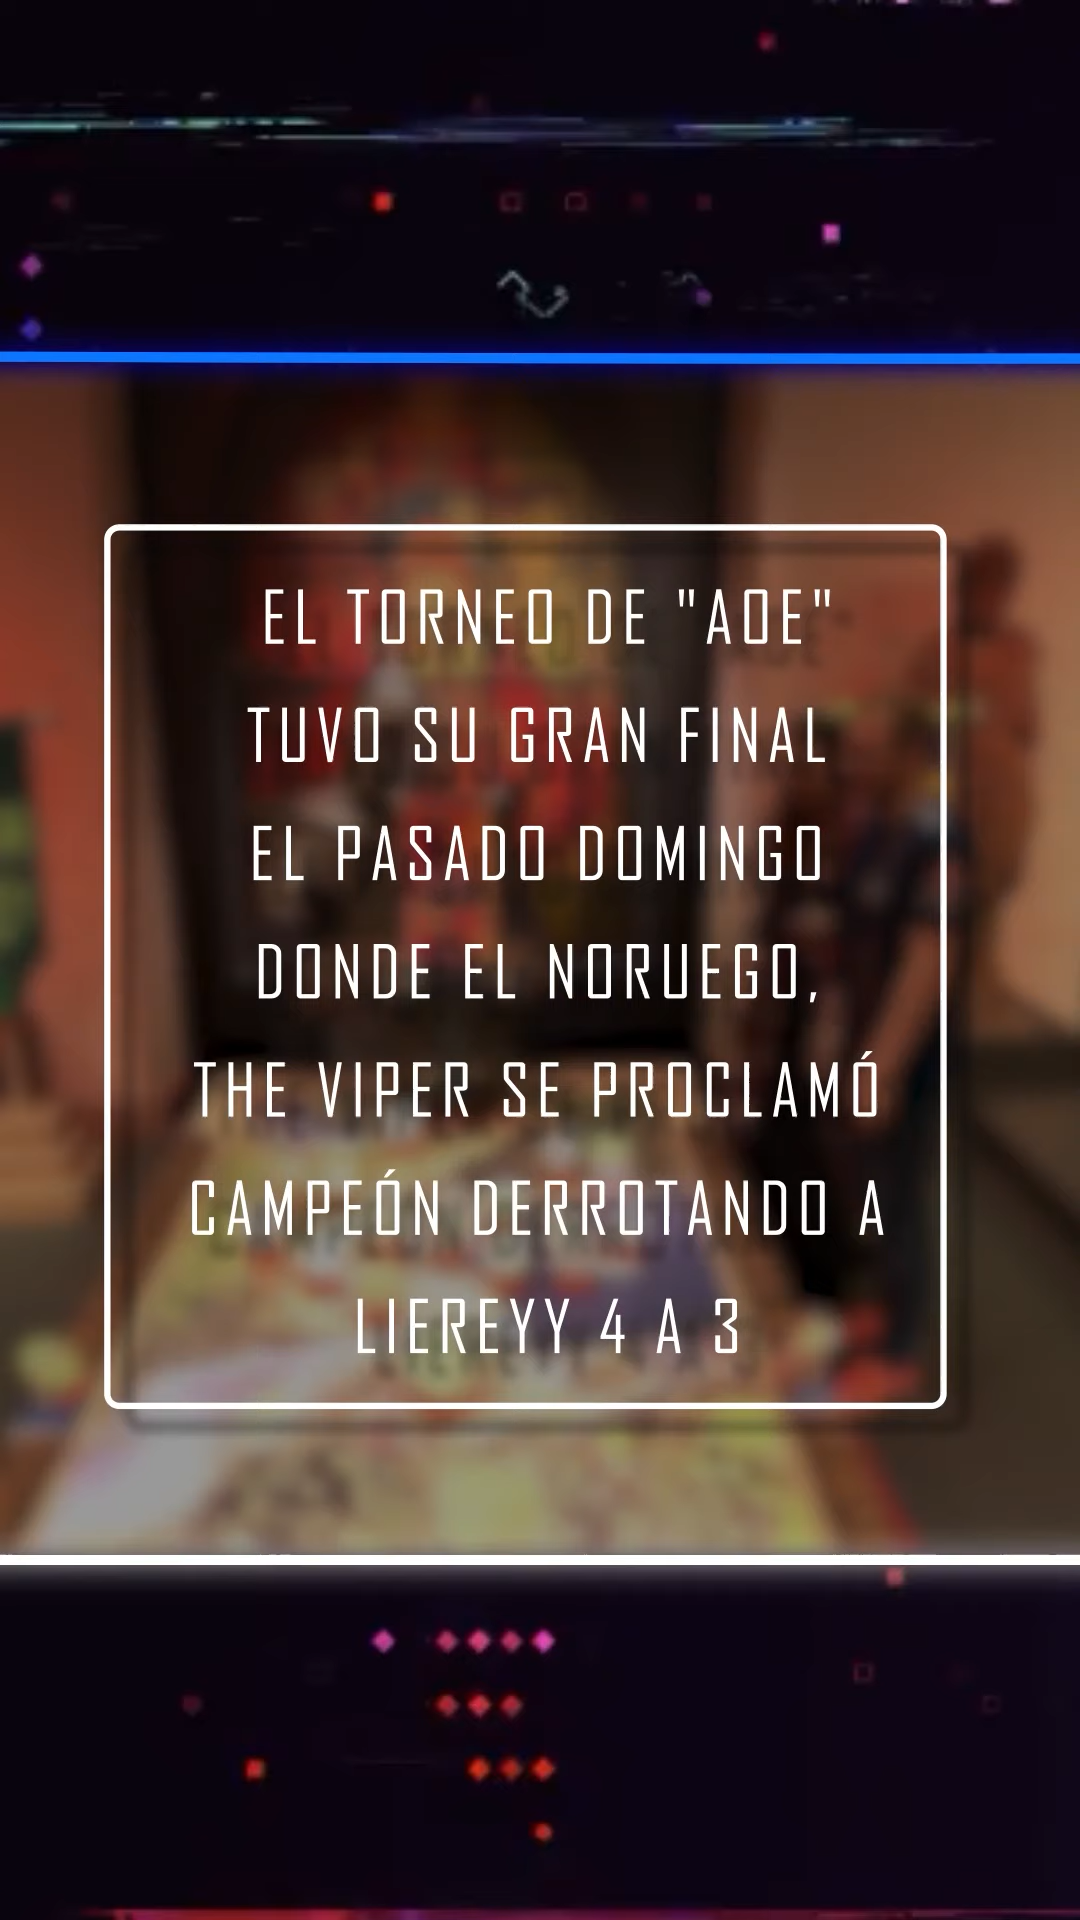 EL TORNEO DE "AOE"
TUVO SU GRAN FINAL
EL PASADO DOMINGO
DONDE EL NORUEGO,
THE VIPER SE PROCLAMÓ
CAMPEÓN DERROTANDO A
LIEREYY 4 A 3